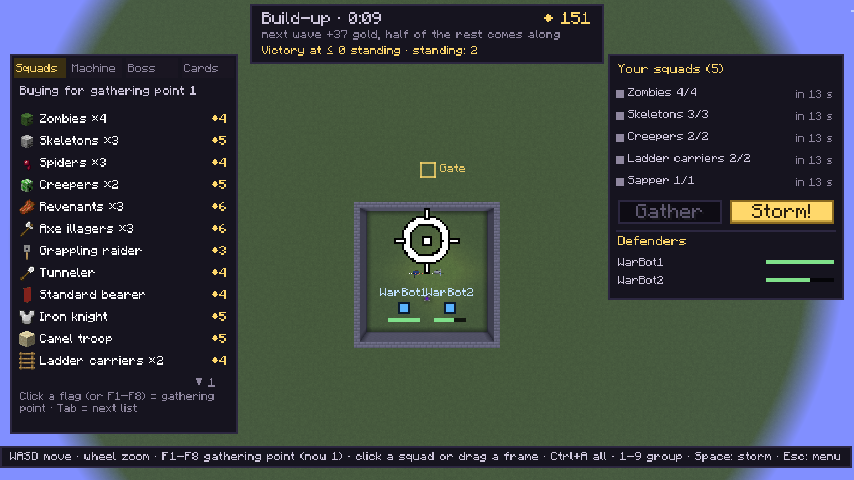 Build-up · 0:09
151
next wave +37 gold, half of the rest comes along
Victory at ≤ 0 standing · standing: 2
Squads Machine Boss Cards
Buying for gathering point 1
Zombies ×4 4
Skeletons ×3 5
Spiders ×3 4
Creepers ×2 5
Revenants ×3 6
Axe illagers ×3 6
Grappling raider 3
Tunneler 4
Standard bearer 4
Iron knight 5
Camel troop 5
Ladder carriers ×2 4
▼ 1
Click a flag (or F1-F8) = gathering
point · Tab = next list
Gate
WarBot1 WarBot2
Your squads (5)
Zombies 4/4 in 13 s
Skeletons 3/3 in 13 s
Creepers 2/2 in 13 s
Ladder carriers 2/2 in 13 s
Sapper 1/1 in 13 s
Gather Storm!
Defenders
WarBot1
WarBot2
WASD move · wheel zoom · F1-F8 gathering point (now 1) · click a squad or drag a frame · Ctrl+A all · 1-9 group · Space: storm · Esc: menu